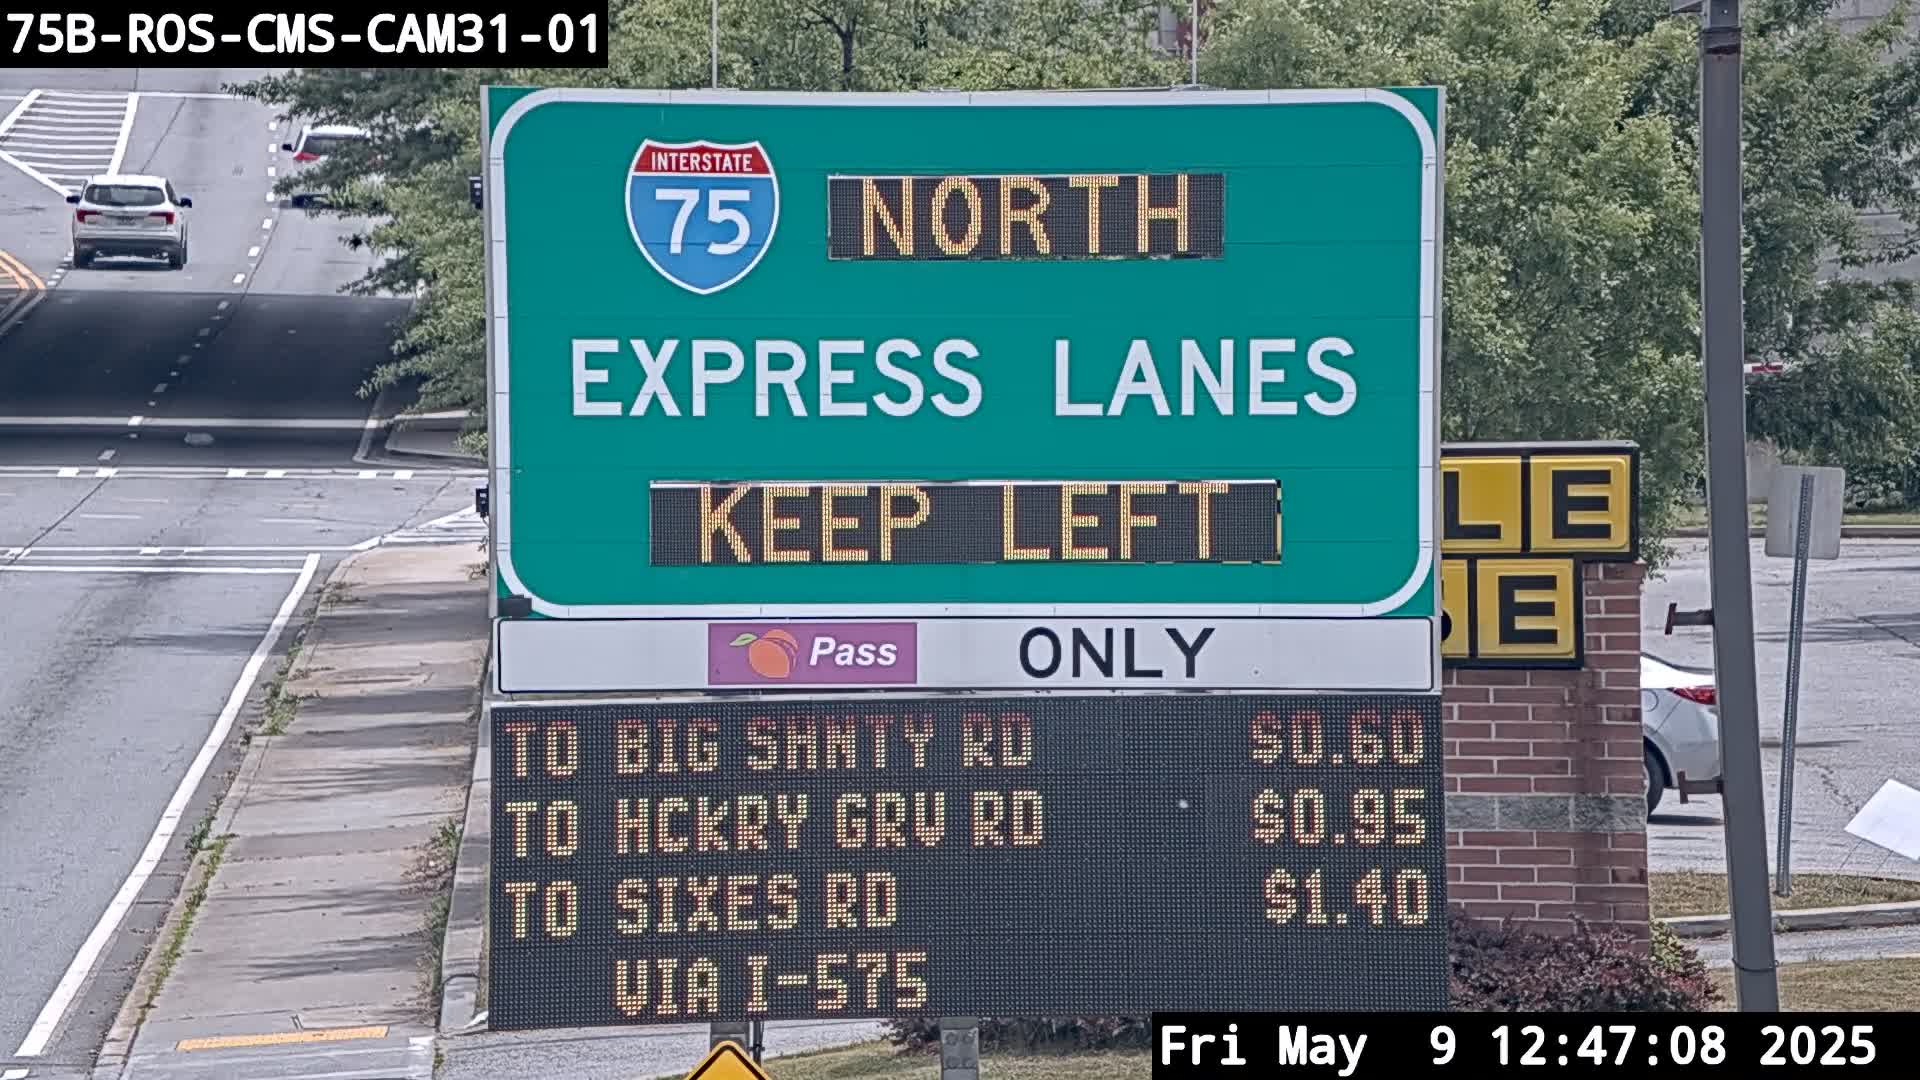 75B-ROS-CMS-CAM31-01
INTERSTATE
75
NORTH
EXPRESS LANES
KEEP LEFT
Pass ONLY
TO BIG SHNTY RD $0.60
TO HCKRY GRV RD $0.95
TO SIXES RD $1.40
VIA I-575
LE
E
Fri May 9 12:47:08 2025